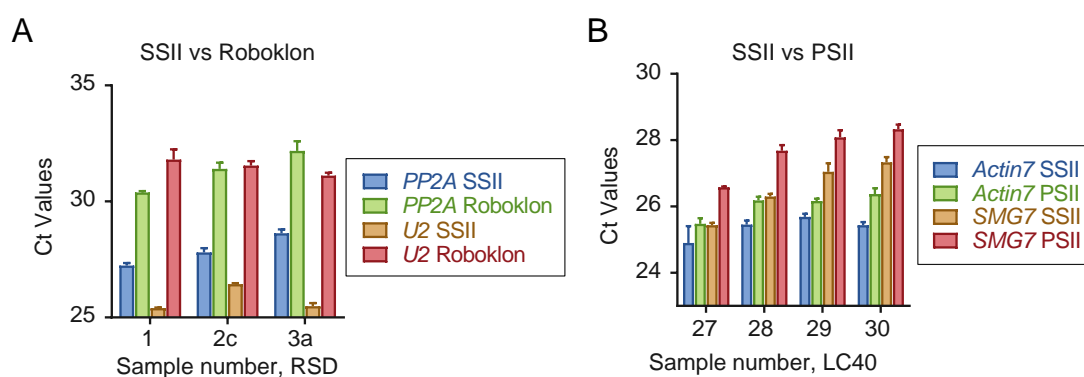 A
SSII vs Roboklon
35
30
25
Ct Values
1 2c 3a
Sample number, RSD
PP2A SSII
PP2A Roboklon
U2 SSII
U2 Roboklon
B
SSII vs PSII
30
28
26
24
Ct Values
27 28 29 30
Sample number, LC40
Actin7 SSII
Actin7 PSII
SMG7 SSII
SMG7 PSII